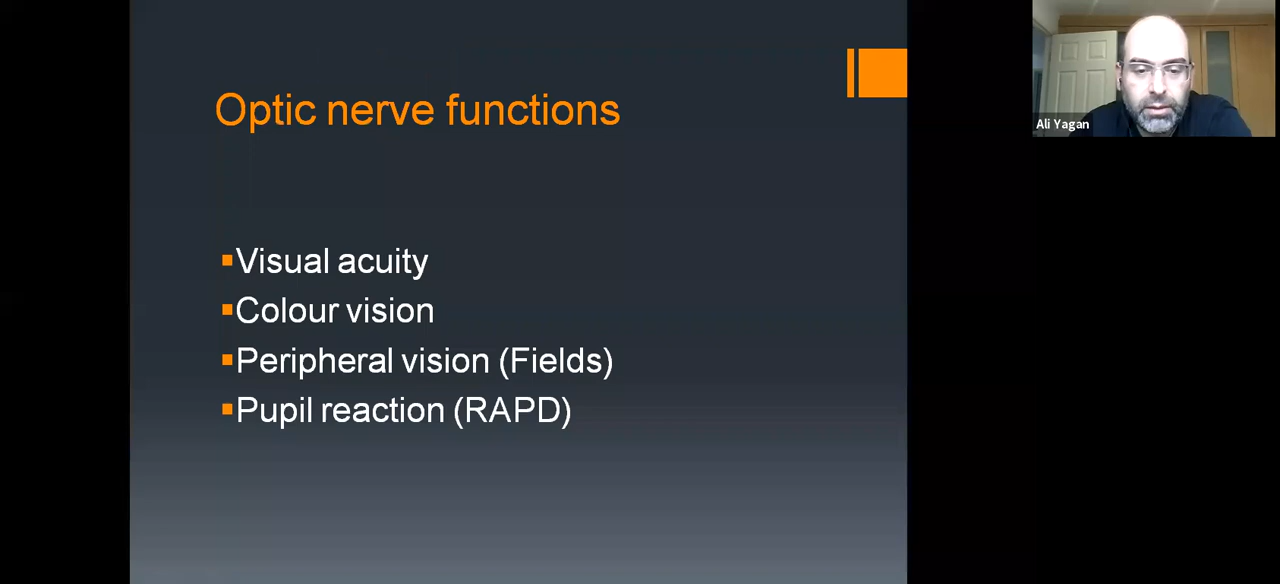 Optic nerve functions
Visual acuity
Colour vision
Peripheral vision (Fields)
Pupil reaction (RAPD)
Ali Yagan